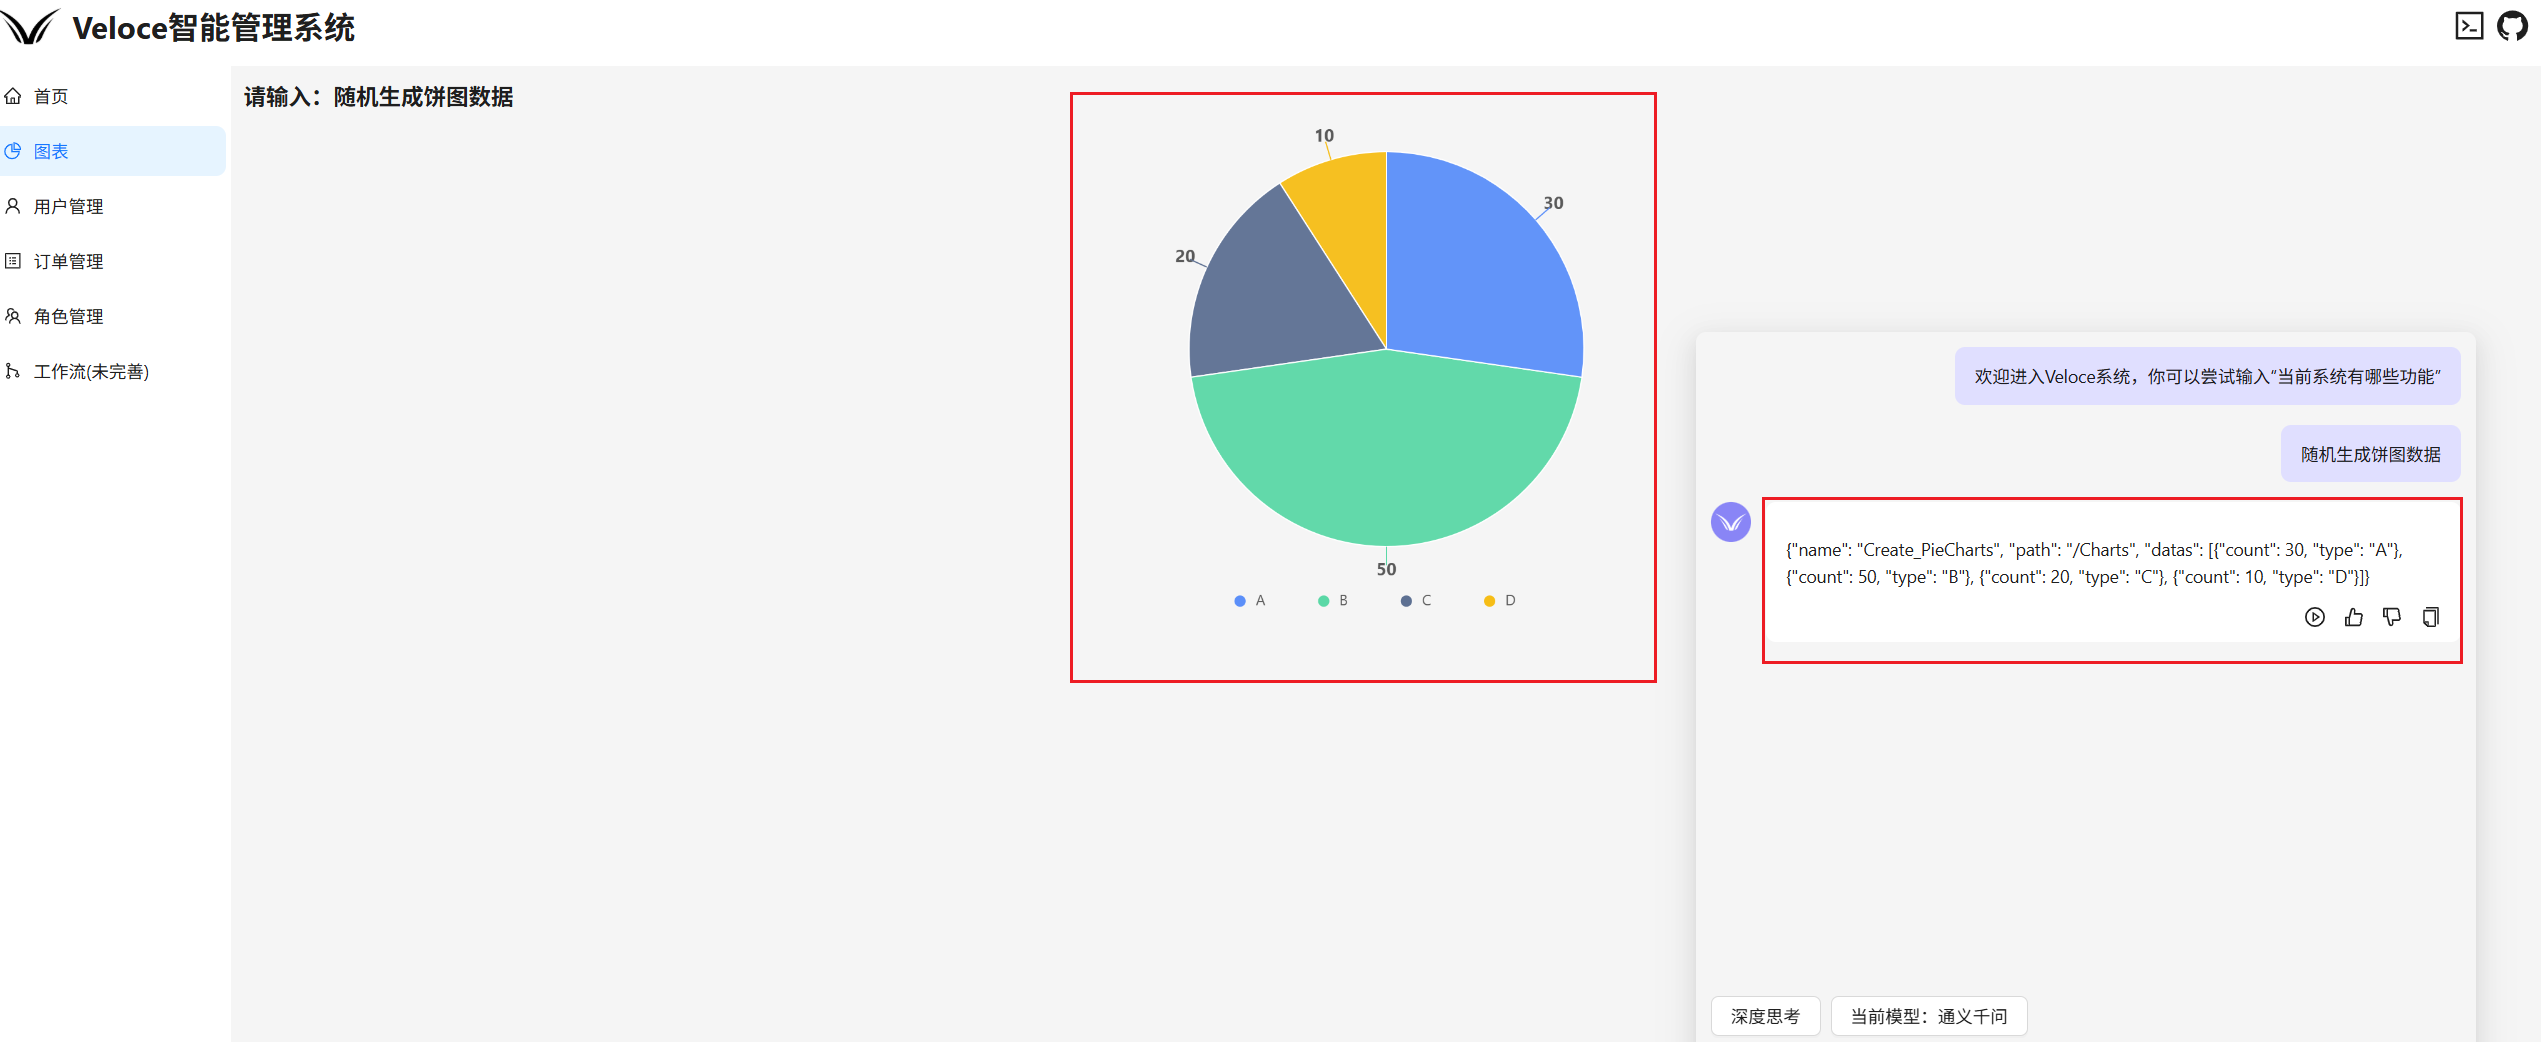 Veloce智能管理系统
首页
图表
用户管理
订单管理
角色管理
工作流(未完善)
请输入：随机生成饼图数据
10
30
20
50
A
B
C
D
欢迎进入Veloce系统，你可以尝试输入“当前系统有哪些功能”
随机生成饼图数据
{"name": "Create_PieCharts", "path": "/Charts", "datas": [{"count": 30, "type": "A"},
{"count": 50, "type": "B"}, {"count": 20, "type": "C"}, {"count": 10, "type": "D"}]}
深度思考
当前模型：通义千问